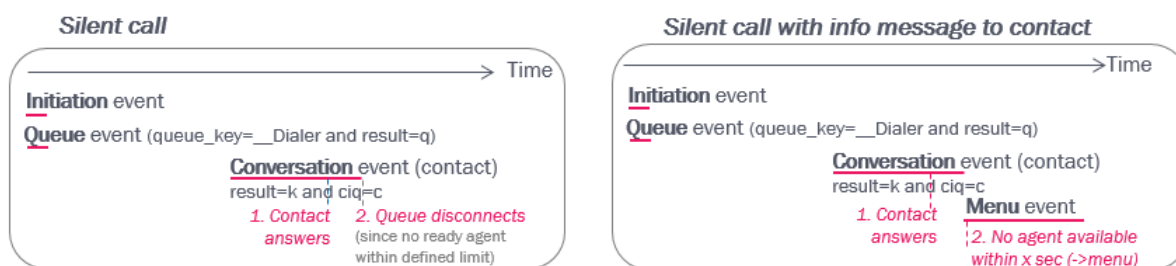 Silent call
Time
Initiation event
Queue event (queue_key=__Dialer and result=q)
Conversation event (contact)
result=k and ciq=c
1. Contact answers
2. Queue disconnects
(since no ready agent
within defined limit)
Silent call with info message to contact
Time
Initiation event
Queue event (queue_key=__Dialer and result=q)
Conversation event (contact)
result=k and ciq=c
Menu event
1. Contact
answers
2. No agent available
within x sec (->menu)